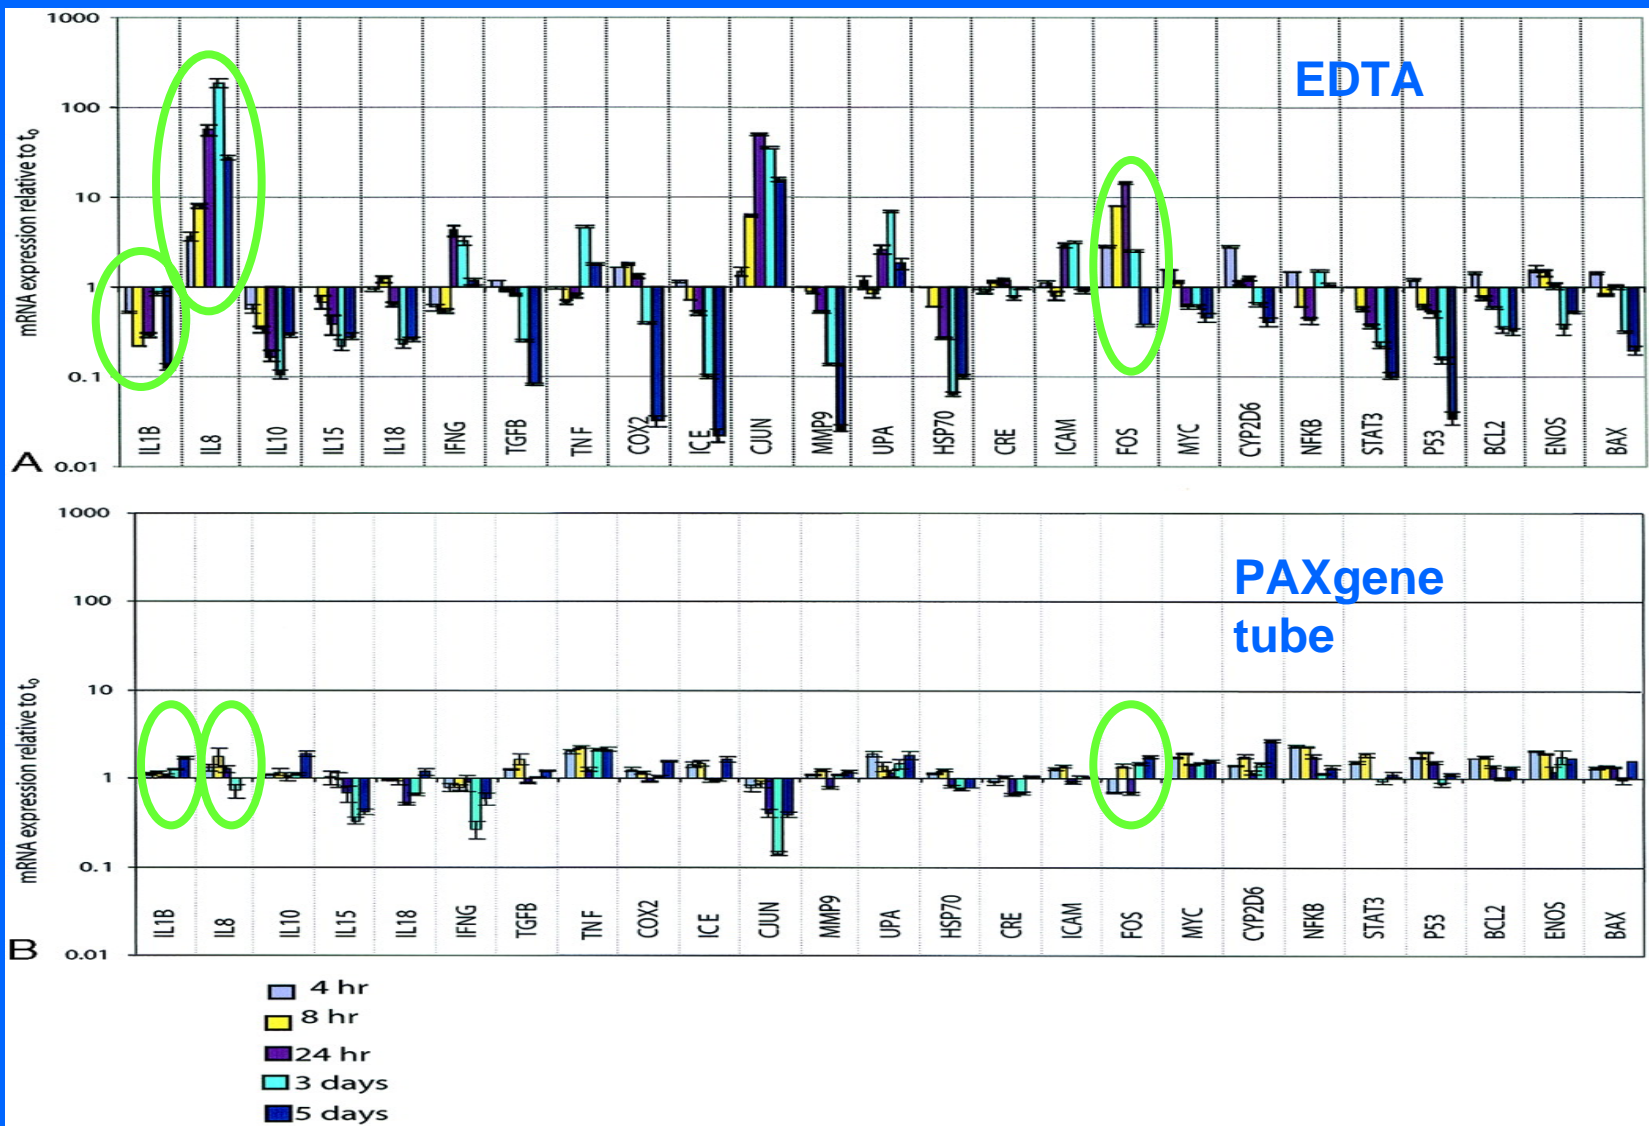 1000
100
10
1
0.1
0.01
mRNA expression relative to t₀
EDTA
IL1B IL8 IL10 IL15 IL18 IFNG TGFB TNF COX2 ICE CJUN MMP9 UPA HSP70 CRE ICAM FOS MYC CYP2D6 NFKB STAT3 P53 BCL2 ENOS BAX
A
1000
100
10
1
0.1
0.01
mRNA expression relative to t₀
PAXgene
tube
IL1B IL8 IL10 IL15 IL18 IFNG TGFB TNF COX2 ICE CJUN MMP9 UPA HSP70 CRE ICAM FOS MYC CYP2D6 NFKB STAT3 P53 BCL2 ENOS BAX
B
4 hr
8 hr
24 hr
3 days
5 days